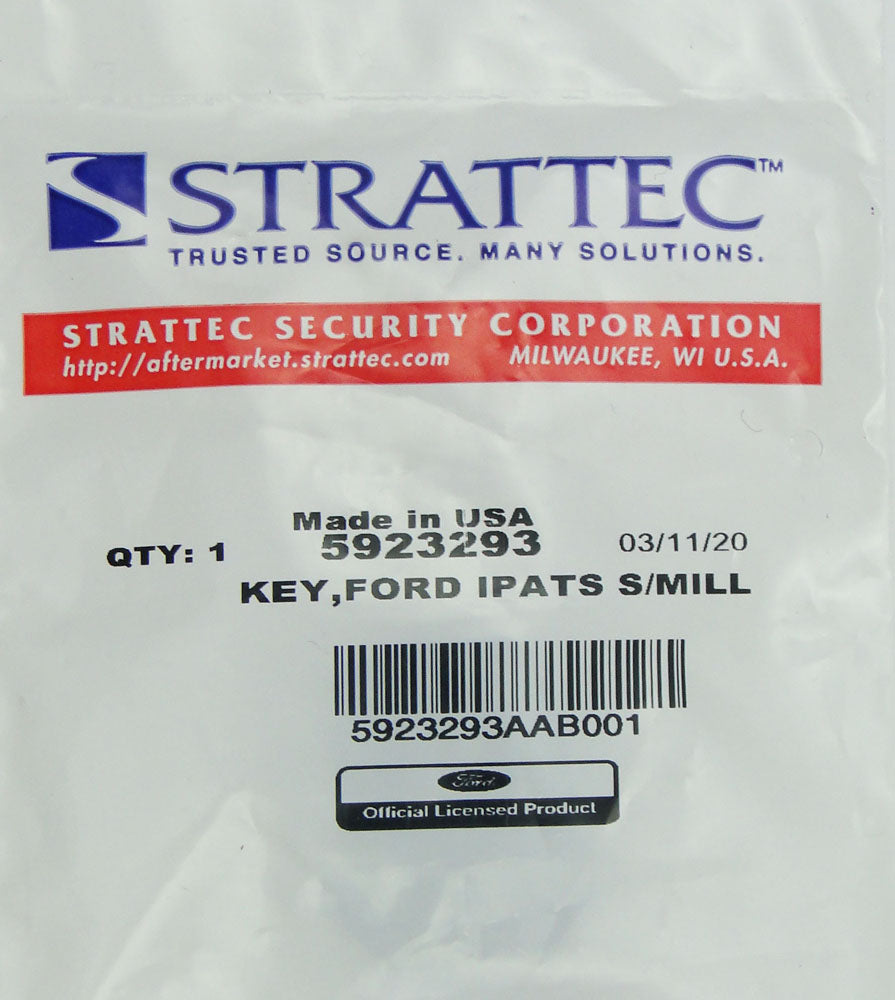 STRATTEC™
TRUSTED SOURCE. MANY SOLUTIONS.
STRATTEC SECURITY CORPORATION
http://aftermarket.strattec.com MILWAUKEE, WI U.S.A.
Made in USA
QTY: 1 5923293 03/11/20
KEY,FORD IPATS S/MILL
5923293AAB001
Ford
Official Licensed Product